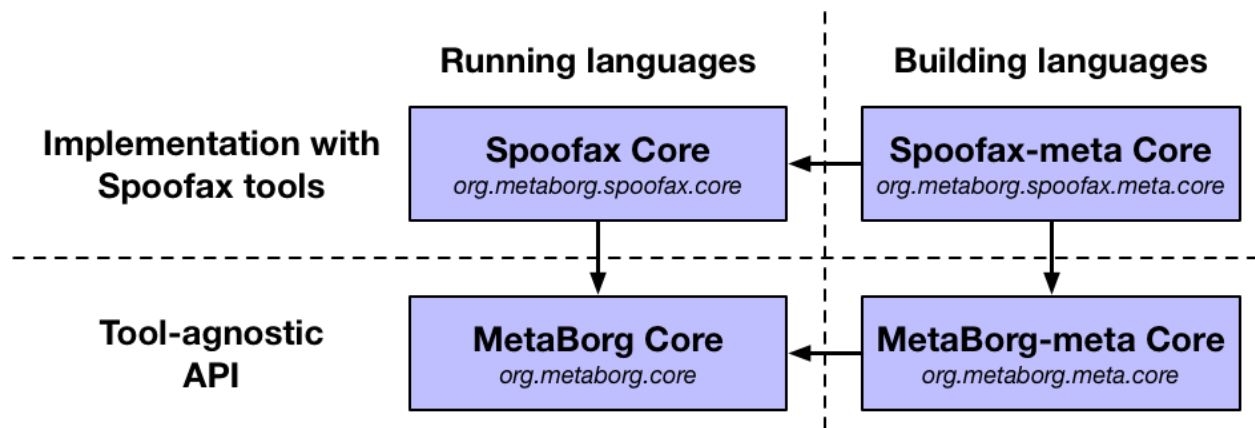 Running languages
Building languages
Implementation with
Spoofax tools
Spoofax Core
org.metaborg.spoofax.core
Spoofax-meta Core
org.metaborg.spoofax.meta.core
Tool-agnostic
API
MetaBorg Core
org.metaborg.core
MetaBorg-meta Core
org.metaborg.meta.core